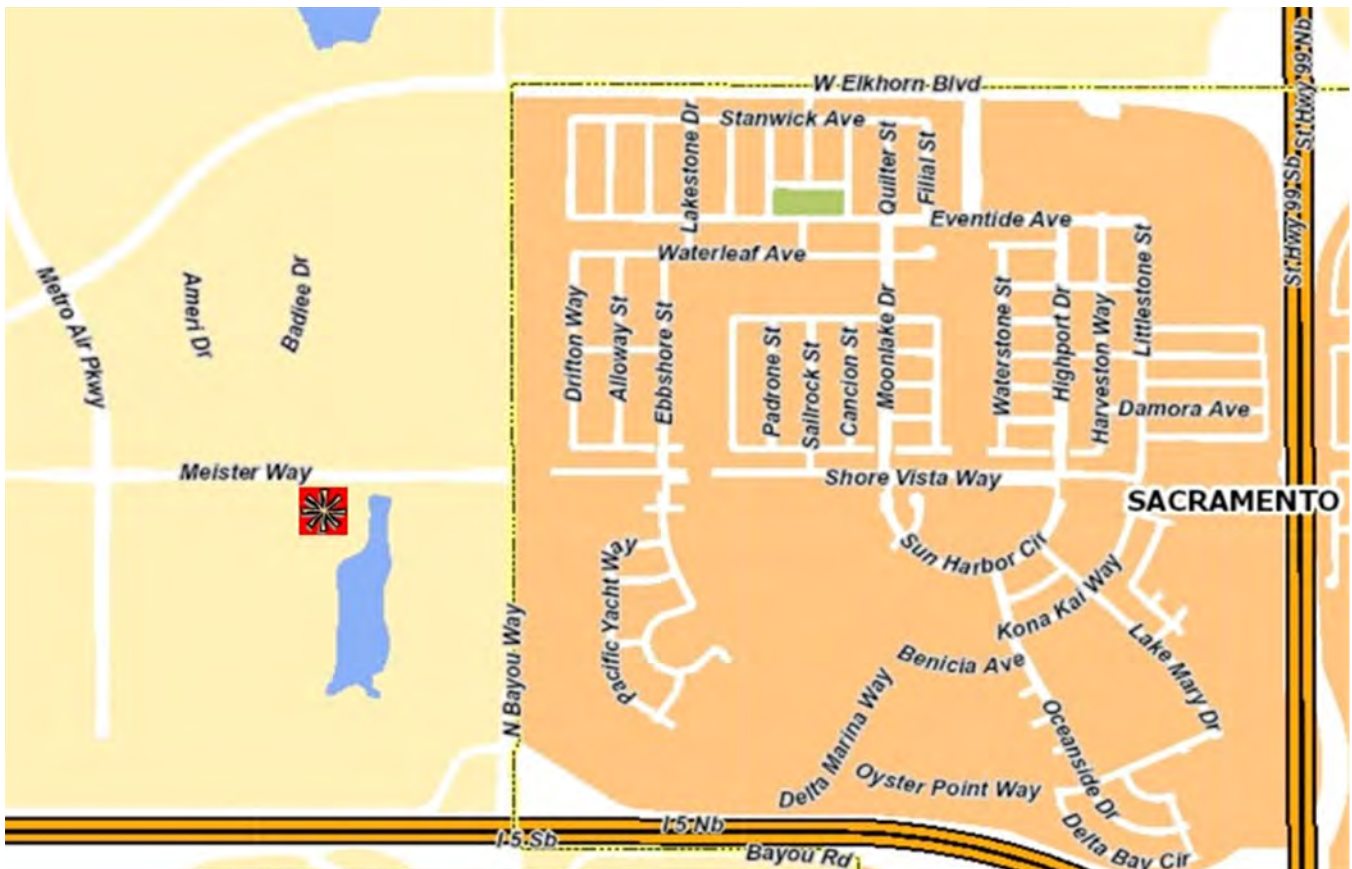 W Elkhorn Blvd
St Hwy 99 Nb
St Hwy 99 Sb
Stanwick Ave
Lakestone Dr
Quilter St
Filial St
Eventide Ave
Waterleaf Ave
Littlestone St
Metro Air Pkwy
Ameri Dr
Badiee Dr
Drifton Way
Alloway St
Ebbshore St
Padrone St
Sailrock St
Cancion St
Moonlake Dr
Waterstone St
Highport Dr
Harveston Way
Damora Ave
Meister Way
Shore Vista Way
SACRAMENTO
Sun Harbor Cir
Kona Kai Way
Pacific Yacht Way
N Bayou Way
Benicia Ave
Lake Mary Dr
Delta Marina Way
Oceanside Dr
Oyster Point Way
Delta Bay Cir
I 5 Nb
I 5 Sb
Bayou Rd